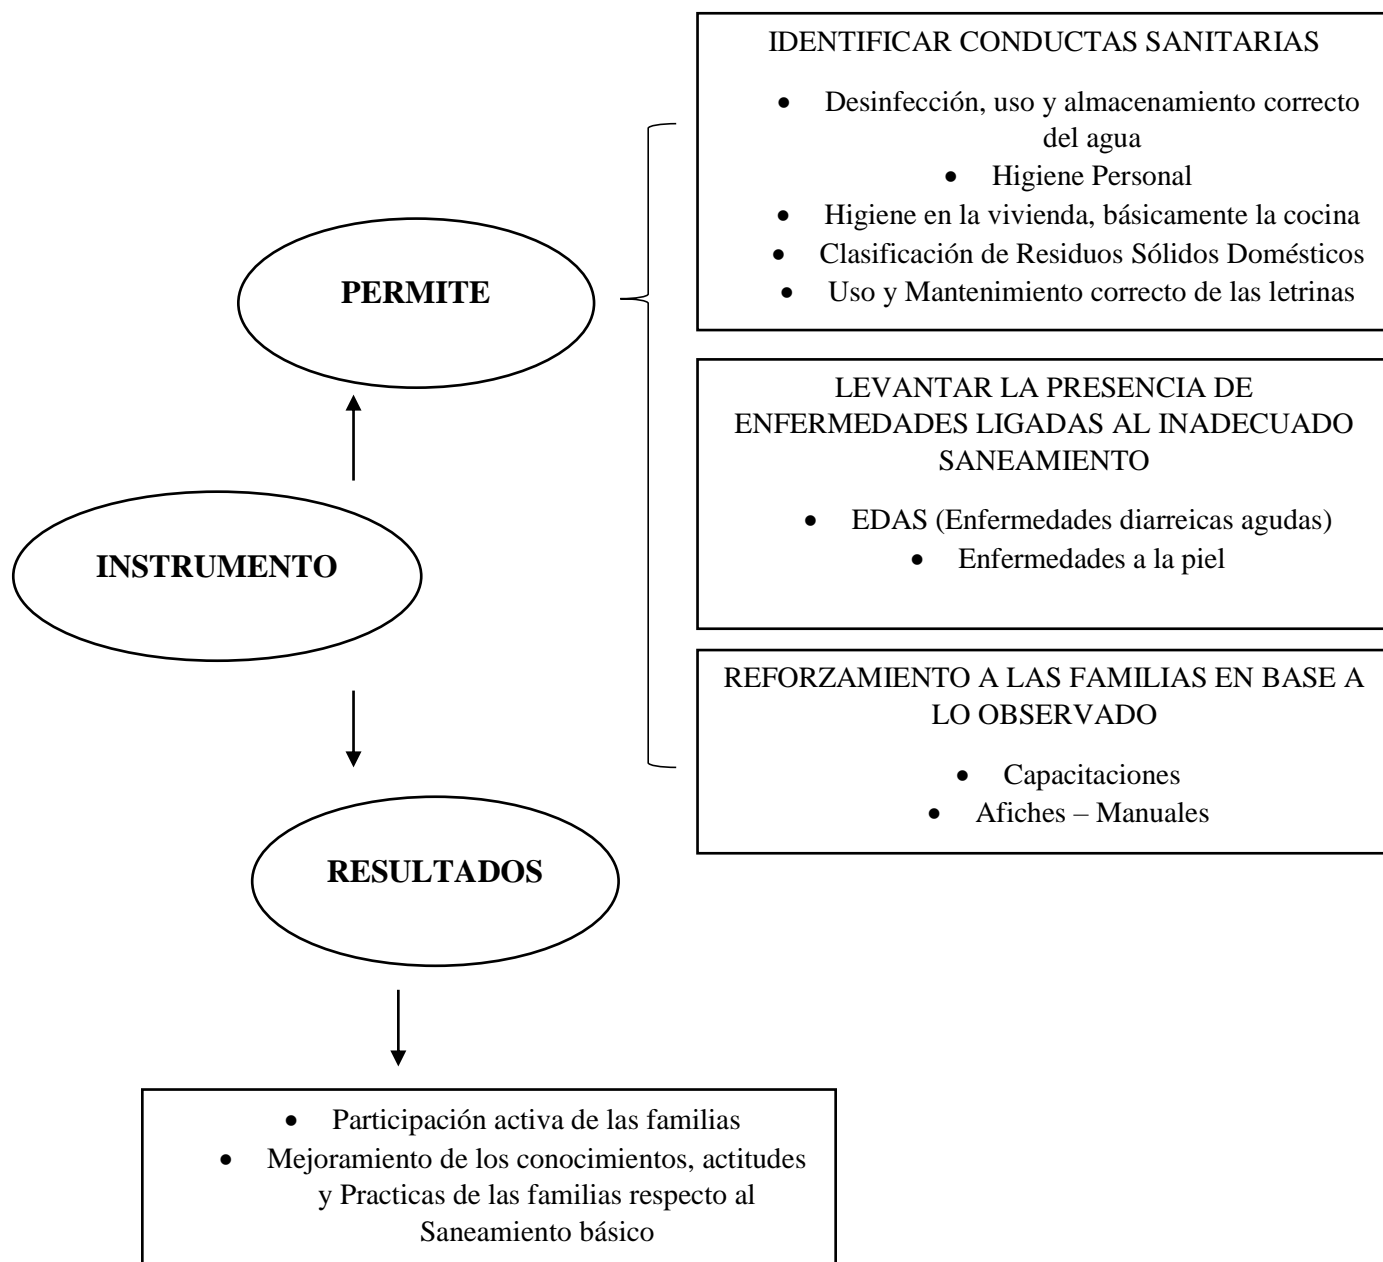 IDENTIFICAR CONDUCTAS SANITARIAS
• Desinfección, uso y almacenamiento correcto
del agua
• Higiene Personal
• Higiene en la vivienda, básicamente la cocina
• Clasificación de Residuos Sólidos Domésticos
• Uso y Mantenimiento correcto de las letrinas
PERMITE
LEVANTAR LA PRESENCIA DE
ENFERMEDADES LIGADAS AL INADECUADO
SANEAMIENTO
• EDAS (Enfermedades diarreicas agudas)
• Enfermedades a la piel
INSTRUMENTO
REFORZAMIENTO A LAS FAMILIAS EN BASE A
LO OBSERVADO
• Capacitaciones
• Afiches – Manuales
RESULTADOS
• Participación activa de las familias
• Mejoramiento de los conocimientos, actitudes
y Practicas de las familias respecto al
Saneamiento básico